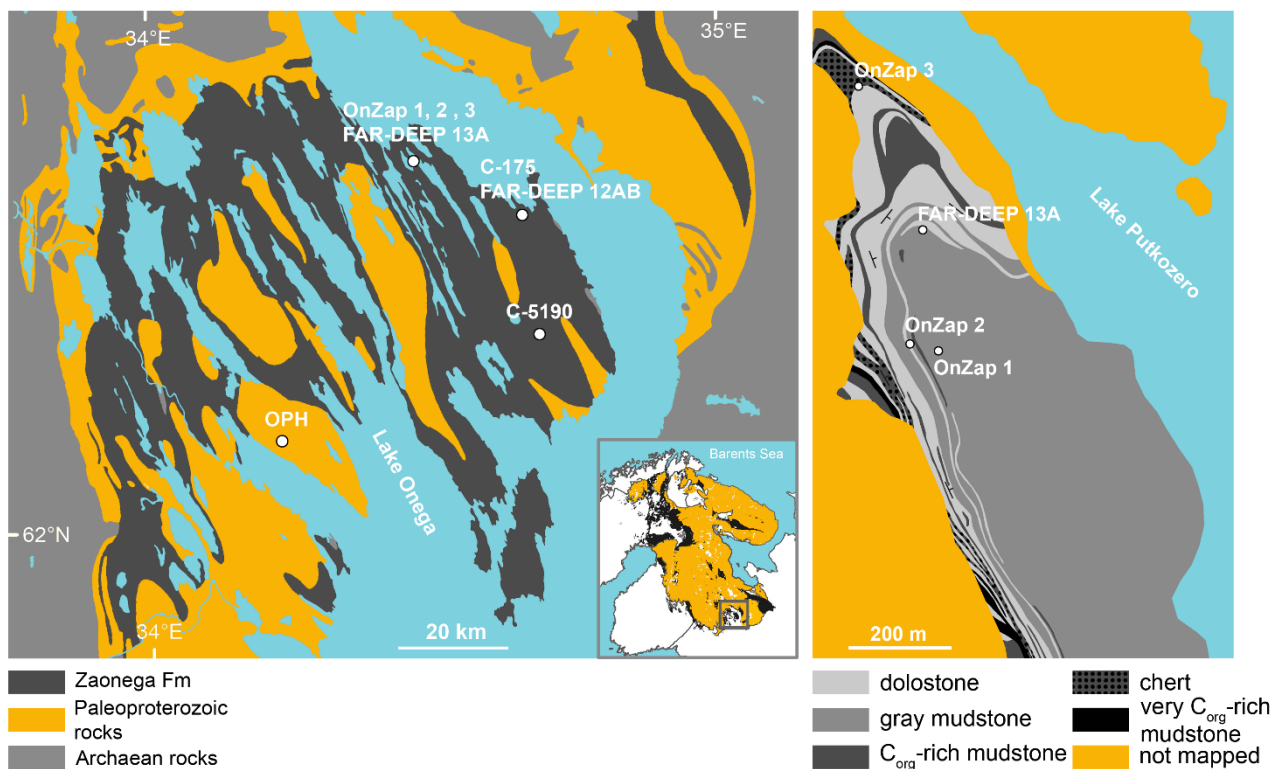 34°E
35°E
OnZap 1, 2 , 3
FAR-DEEP 13A
C-175
FAR-DEEP 12AB
C-5190
OPH
Lake Onega
62°N
34°E
20 km
Barents Sea
OnZap 3
FAR-DEEP 13A
Lake Putkozero
OnZap 2
OnZap 1
200 m
Zaonega Fm
Paleoproterozoic
rocks
Archaean rocks
dolostone
gray mudstone
Corg-rich mudstone
chert
very Corg-rich
mudstone
not mapped